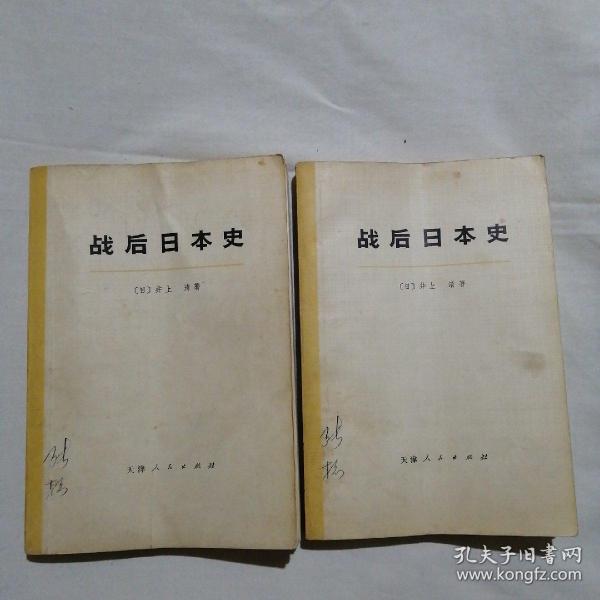 战后日本史
〔日〕井上 清著
天津人民出版社
战后日本史
〔日〕井上 清著
天津人民出版社
孔夫子旧书网
www.kongfz.com